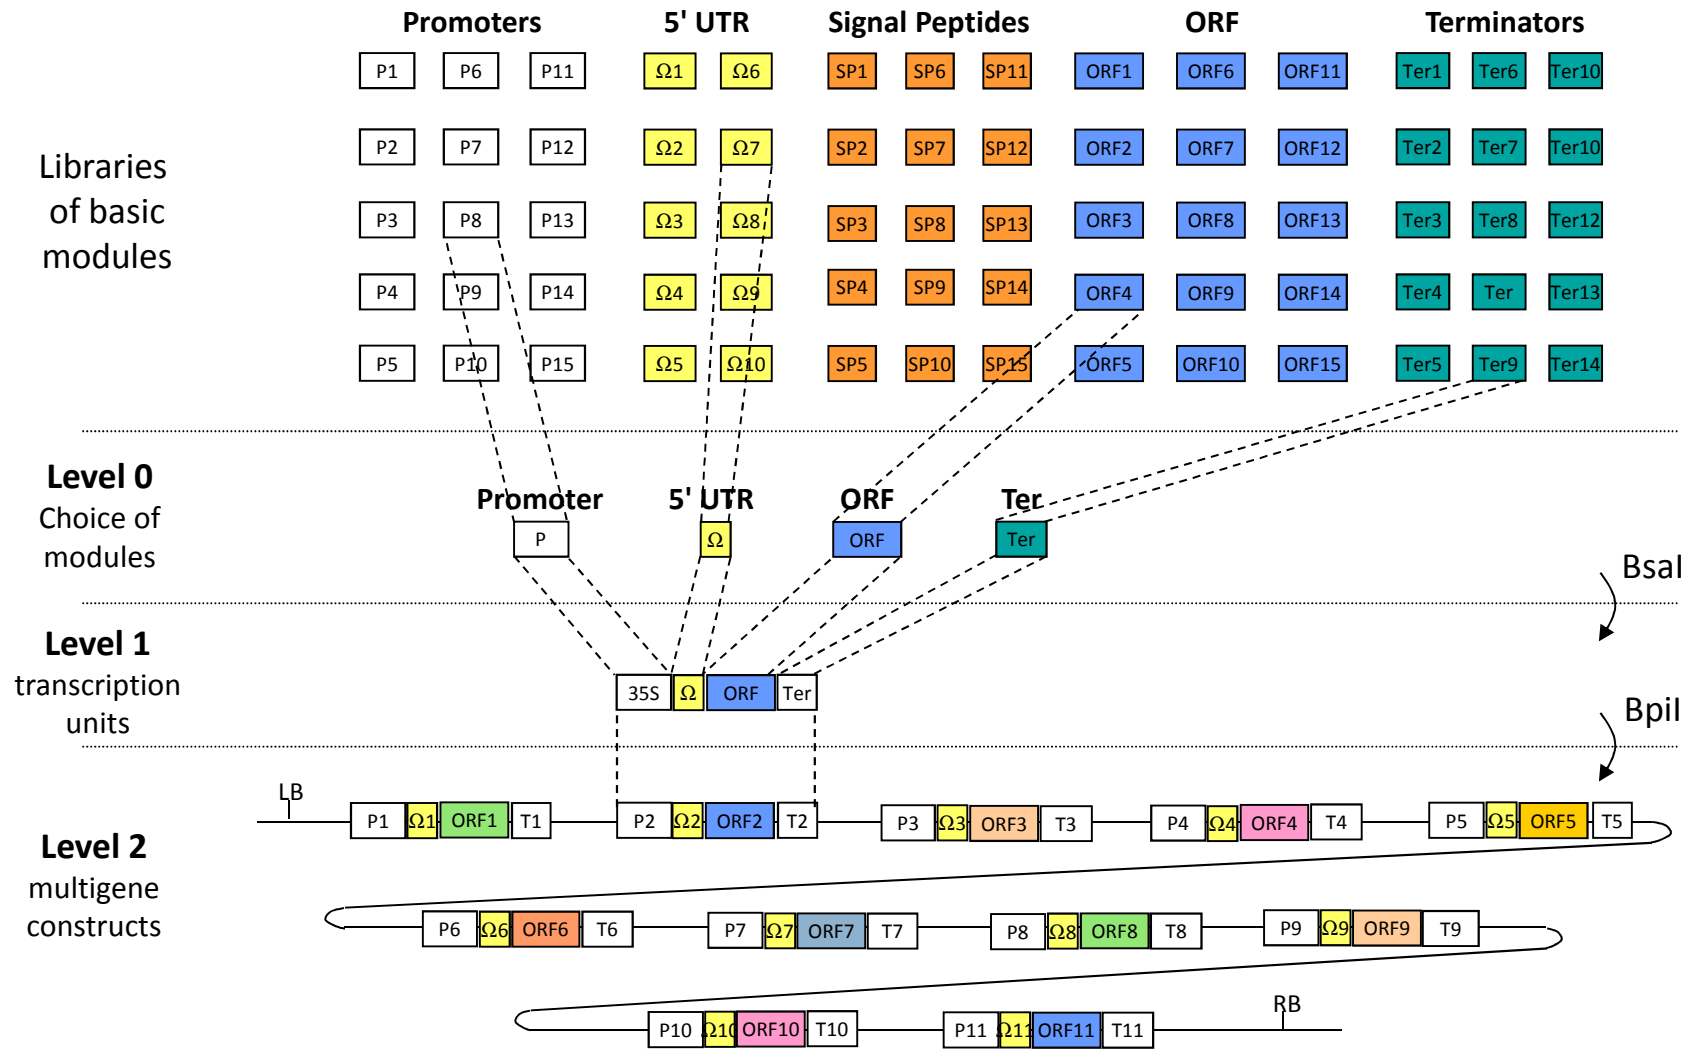 Promoters 5' UTR Signal Peptides ORF Terminators
P1 P6 P11 Ω1 Ω6 SP1 SP6 SP11 ORF1 ORF6 ORF11 Ter1 Ter6 Ter10
P2 P7 P12 Ω2 Ω7 SP2 SP7 SP12 ORF2 ORF7 ORF12 Ter2 Ter7 Ter10
P3 P8 P13 Ω3 Ω8 SP3 SP8 SP13 ORF3 ORF8 ORF13 Ter3 Ter8 Ter12
P4 P9 P14 Ω4 Ω9 SP4 SP9 SP14 ORF4 ORF9 ORF14 Ter4 Ter Ter13
P5 P10 P15 Ω5 Ω10 SP5 SP10 SP15 ORF5 ORF10 ORF15 Ter5 Ter9 Ter14
Libraries
of basic
modules
Level 0
Choice of
modules
Promoter 5' UTR ORF Ter
P Ω ORF Ter
BsaI
Level 1
transcription
units
35S Ω ORF Ter
BpiI
Level 2
multigene
constructs
LB
P1 Ω1 ORF1 T1 P2 Ω2 ORF2 T2 P3 Ω3 ORF3 T3 P4 Ω4 ORF4 T4 P5 Ω5 ORF5 T5
P6 Ω6 ORF6 T6 P7 Ω7 ORF7 T7 P8 Ω8 ORF8 T8 P9 Ω9 ORF9 T9
RB
P10 Ω10 ORF10 T10 P11 Ω11 ORF11 T11